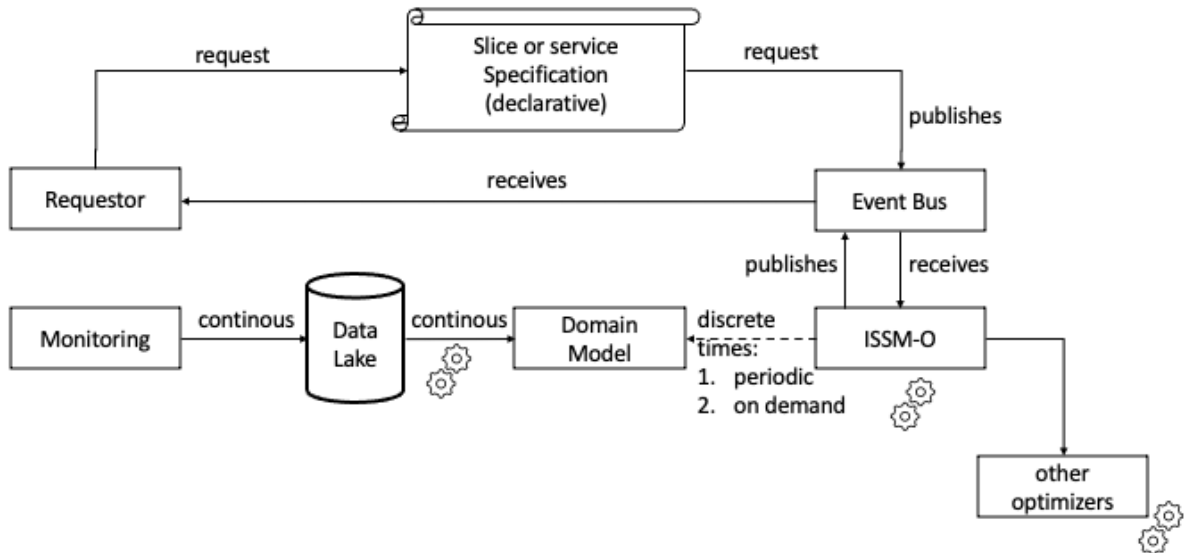 request
Slice or service
Specification
(declarative)
request
publishes
Requestor
receives
Event Bus
publishes
receives
Monitoring
continous
Data
Lake
continous
Domain
Model
discrete
times:
1. periodic
2. on demand
ISSM-O
other
optimizers